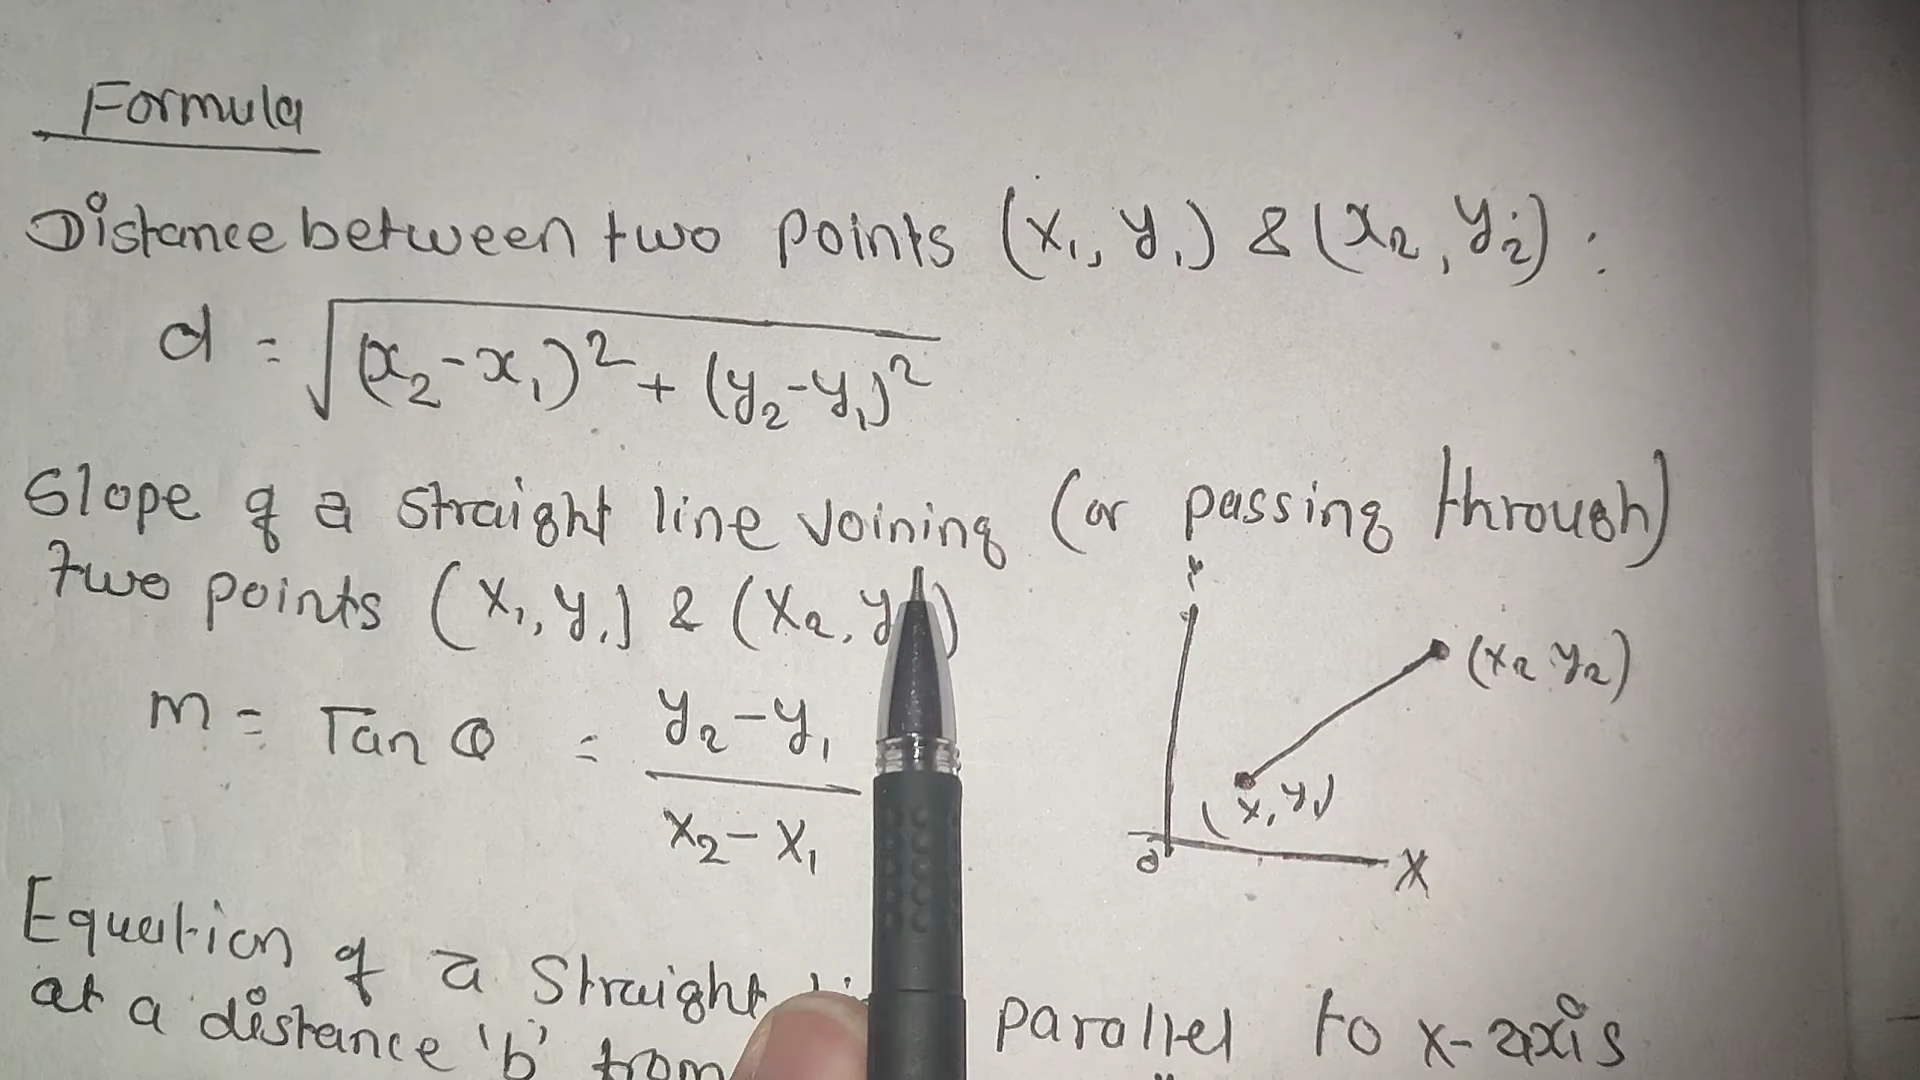 Formula
Distance between two points (x₁, y₁) & (x₂, y₂) :
d = √(x₂-x₁)² + (y₂-y₁)²
Slope of a straight line joining (or passing through)
two points (x₁, y₁) & (x₂, y
m = Tan θ = y₂-y₁
x₂-x₁
Y
(x₂ y₂)
(x₁ y₁)
O
X
Equation of a Straight parallel to x-axis
at a distance 'b' from